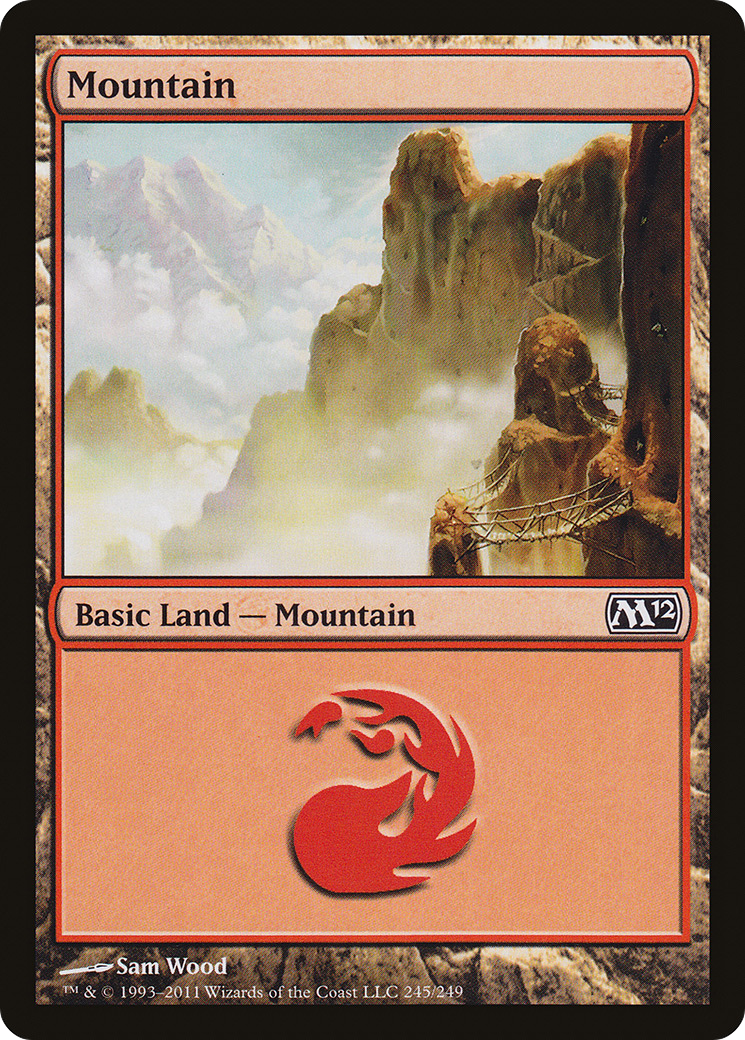 Mountain
Basic Land — Mountain
M12
Sam Wood
™ & © 1993–2011 Wizards of the Coast LLC 245/249